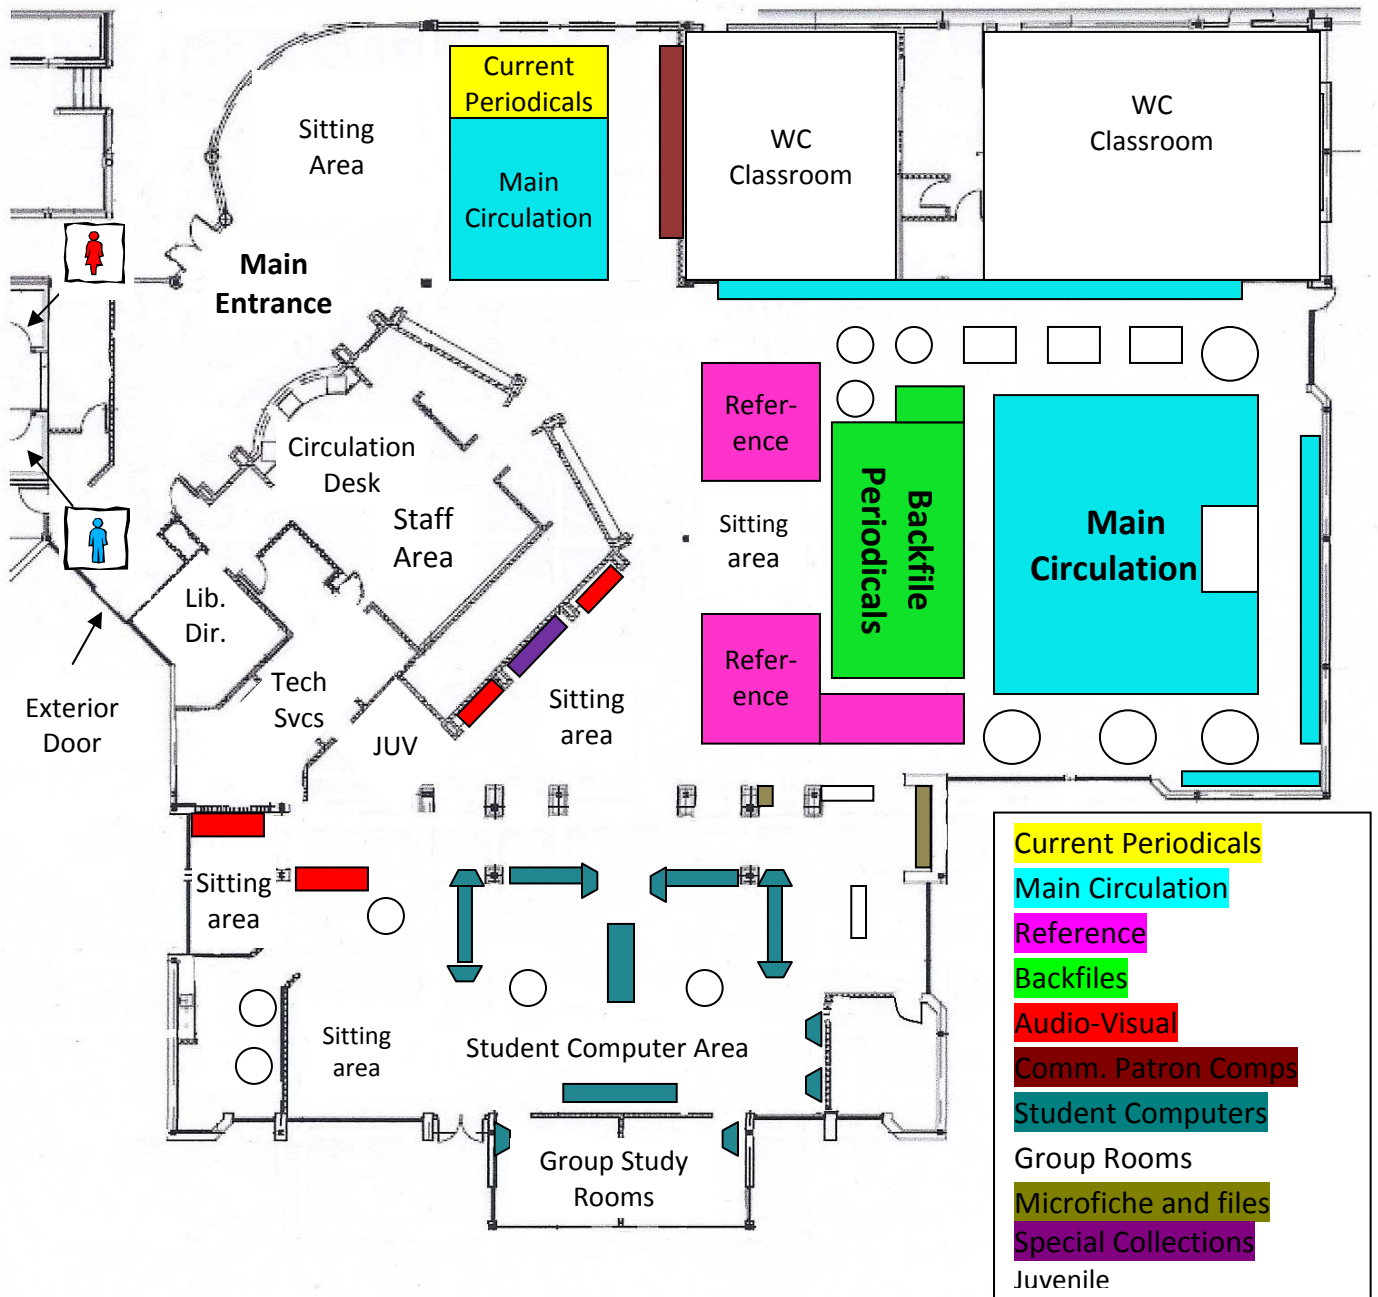 Current
Periodicals
Sitting
Area
Main
Circulation
WC
Classroom
WC
Classroom
Main
Entrance
Refer-
ence
Circulation
Desk
Staff
Area
Sitting
area
Backfile
Periodicals
Main
Circulation
Lib.
Dir.
Refer-
ence
Tech
Svcs
Sitting
area
Exterior
Door
JUV
Sitting
area
Sitting
area
Student Computer Area
Group Study
Rooms
Current Periodicals
Main Circulation
Reference
Backfiles
Audio-Visual
Comm. Patron Comps
Student Computers
Group Rooms
Microfiche and files
Special Collections
Juvenile